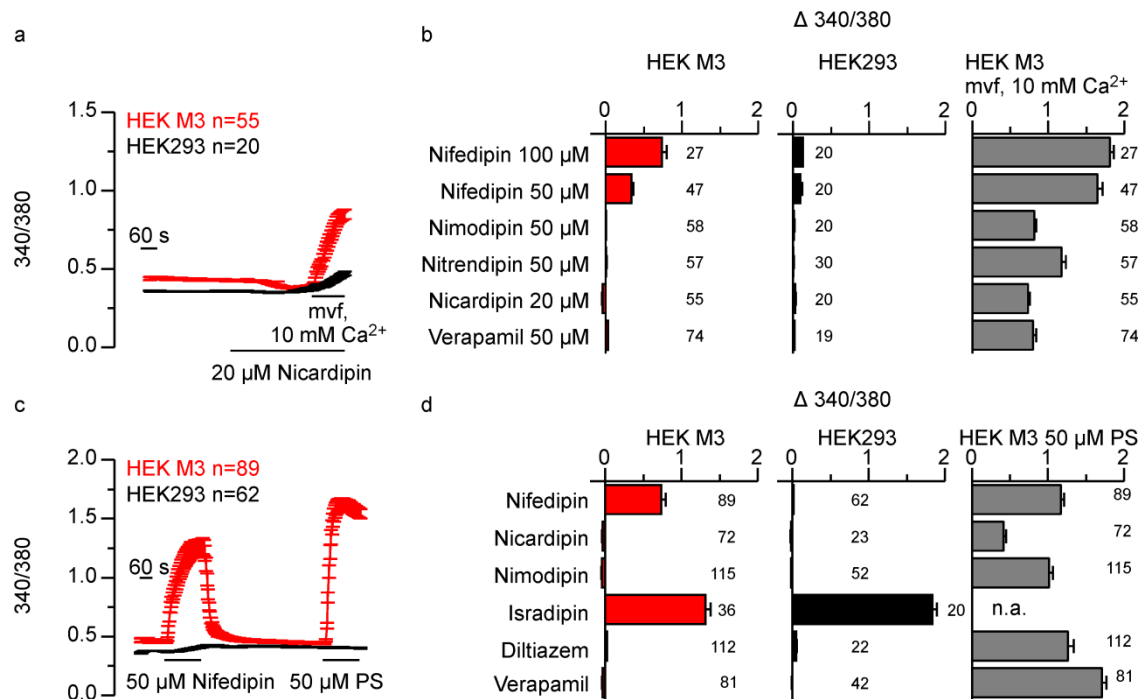 a
HEK M3 n=55
HEK293 n=20
1.5
1.0
0.5
0.0
340/380
60 s
mvf,
10 mM Ca²⁺
20 µM Nicardipin
b
Δ 340/380
HEK M3
HEK293
HEK M3
mvf, 10 mM Ca²⁺
0 1 2 0 1 2 0 1 2
Nifedipin 100 µM 27 20 27
Nifedipin 50 µM 47 20 47
Nimodipin 50 µM 58 20 58
Nitrendipin 50 µM 57 30 57
Nicardipin 20 µM 55 20 55
Verapamil 50 µM 74 19 74
c
HEK M3 n=89
HEK293 n=62
2.0
1.5
1.0
0.5
0.0
340/380
60 s
50 µM Nifedipin 50 µM PS
d
Δ 340/380
HEK M3 HEK293 HEK M3 50 µM PS
0 1 2 0 1 2 0 1 2
Nifedipin 89 62 89
Nicardipin 72 23 72
Nimodipin 115 52 115
Isradipin 36 20 n.a.
Diltiazem 112 22 112
Verapamil 81 42 81